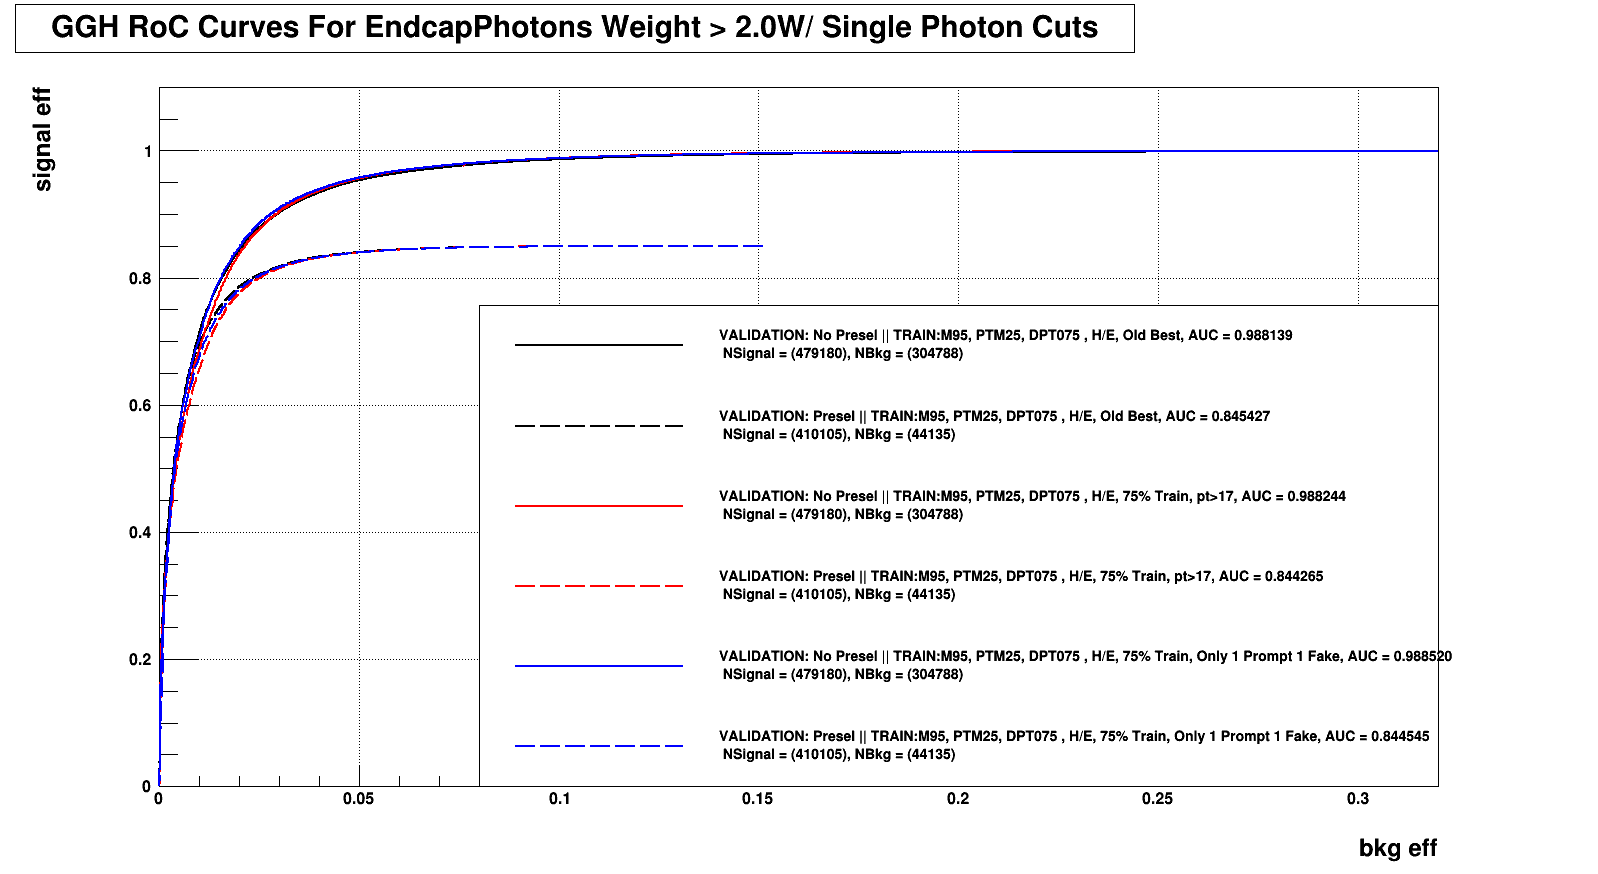 GGH RoC Curves For EndcapPhotons Weight > 2.0W/ Single Photon Cuts
signal eff
1
0.8
0.6
0.4
0.2
0
VALIDATION: No Presel || TRAIN:M95, PTM25, DPT075 , H/E, Old Best, AUC = 0.988139
NSignal = (479180), NBkg = (304788)
VALIDATION: Presel || TRAIN:M95, PTM25, DPT075 , H/E, Old Best, AUC = 0.845427
NSignal = (410105), NBkg = (44135)
VALIDATION: No Presel || TRAIN:M95, PTM25, DPT075 , H/E, 75% Train, pt>17, AUC = 0.988244
NSignal = (479180), NBkg = (304788)
VALIDATION: Presel || TRAIN:M95, PTM25, DPT075 , H/E, 75% Train, pt>17, AUC = 0.844265
NSignal = (410105), NBkg = (44135)
VALIDATION: No Presel || TRAIN:M95, PTM25, DPT075 , H/E, 75% Train, Only 1 Prompt 1 Fake, AUC = 0.988520
NSignal = (479180), NBkg = (304788)
VALIDATION: Presel || TRAIN:M95, PTM25, DPT075 , H/E, 75% Train, Only 1 Prompt 1 Fake, AUC = 0.844545
NSignal = (410105), NBkg = (44135)
0 0.05 0.1 0.15 0.2 0.25 0.3
bkg eff